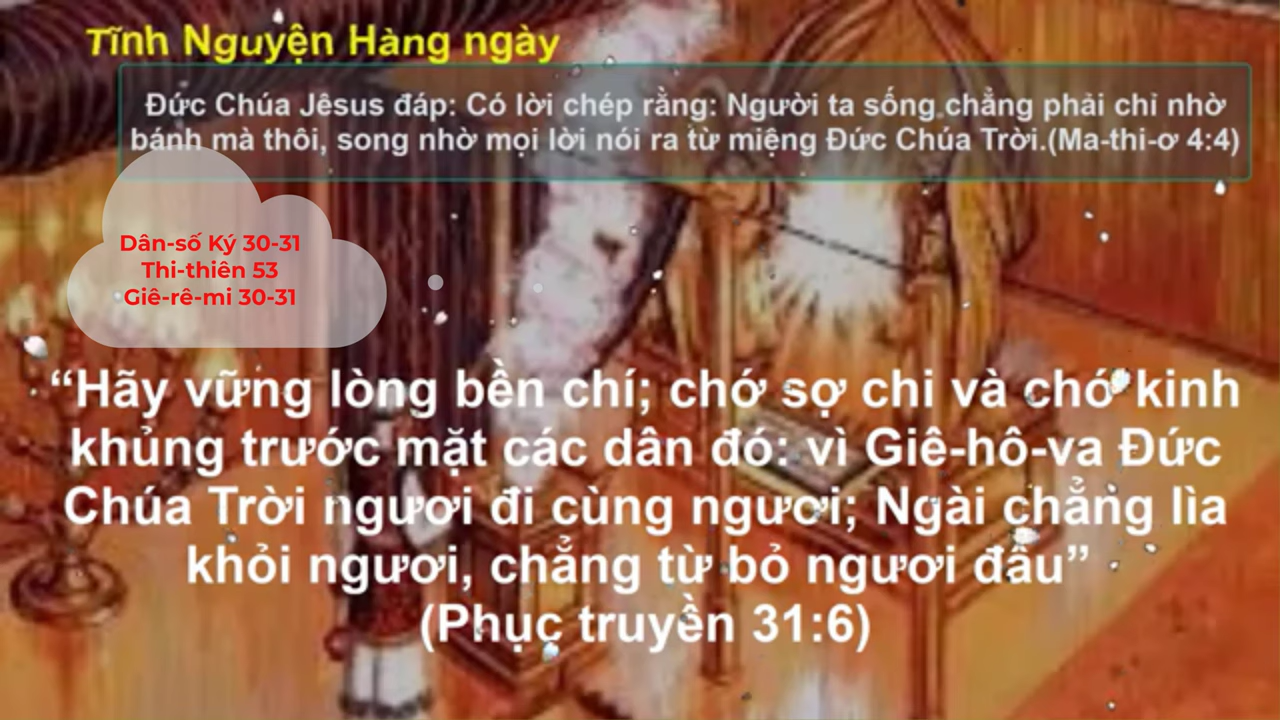 Tĩnh Nguyện Hàng ngày
Đức Chúa Jêsus đáp: Có lời chép rằng: Người ta sống chẳng phải chỉ nhờ
bánh mà thôi, song nhờ mọi lời nói ra từ miệng Đức Chúa Trời.(Ma-thi-ơ 4:4)
Dân-số Ký 30-31
Thi-thiên 53
Giê-rê-mi 30-31
“Hãy vững lòng bền chí; chớ sợ chi và chớ kinh
khủng trước mặt các dân đó: vì Giê-hô-va Đức
Chúa Trời ngươi đi cùng ngươi; Ngài chẳng lìa
khỏi ngươi, chẳng từ bỏ ngươi đâu”
(Phục truyền 31:6)